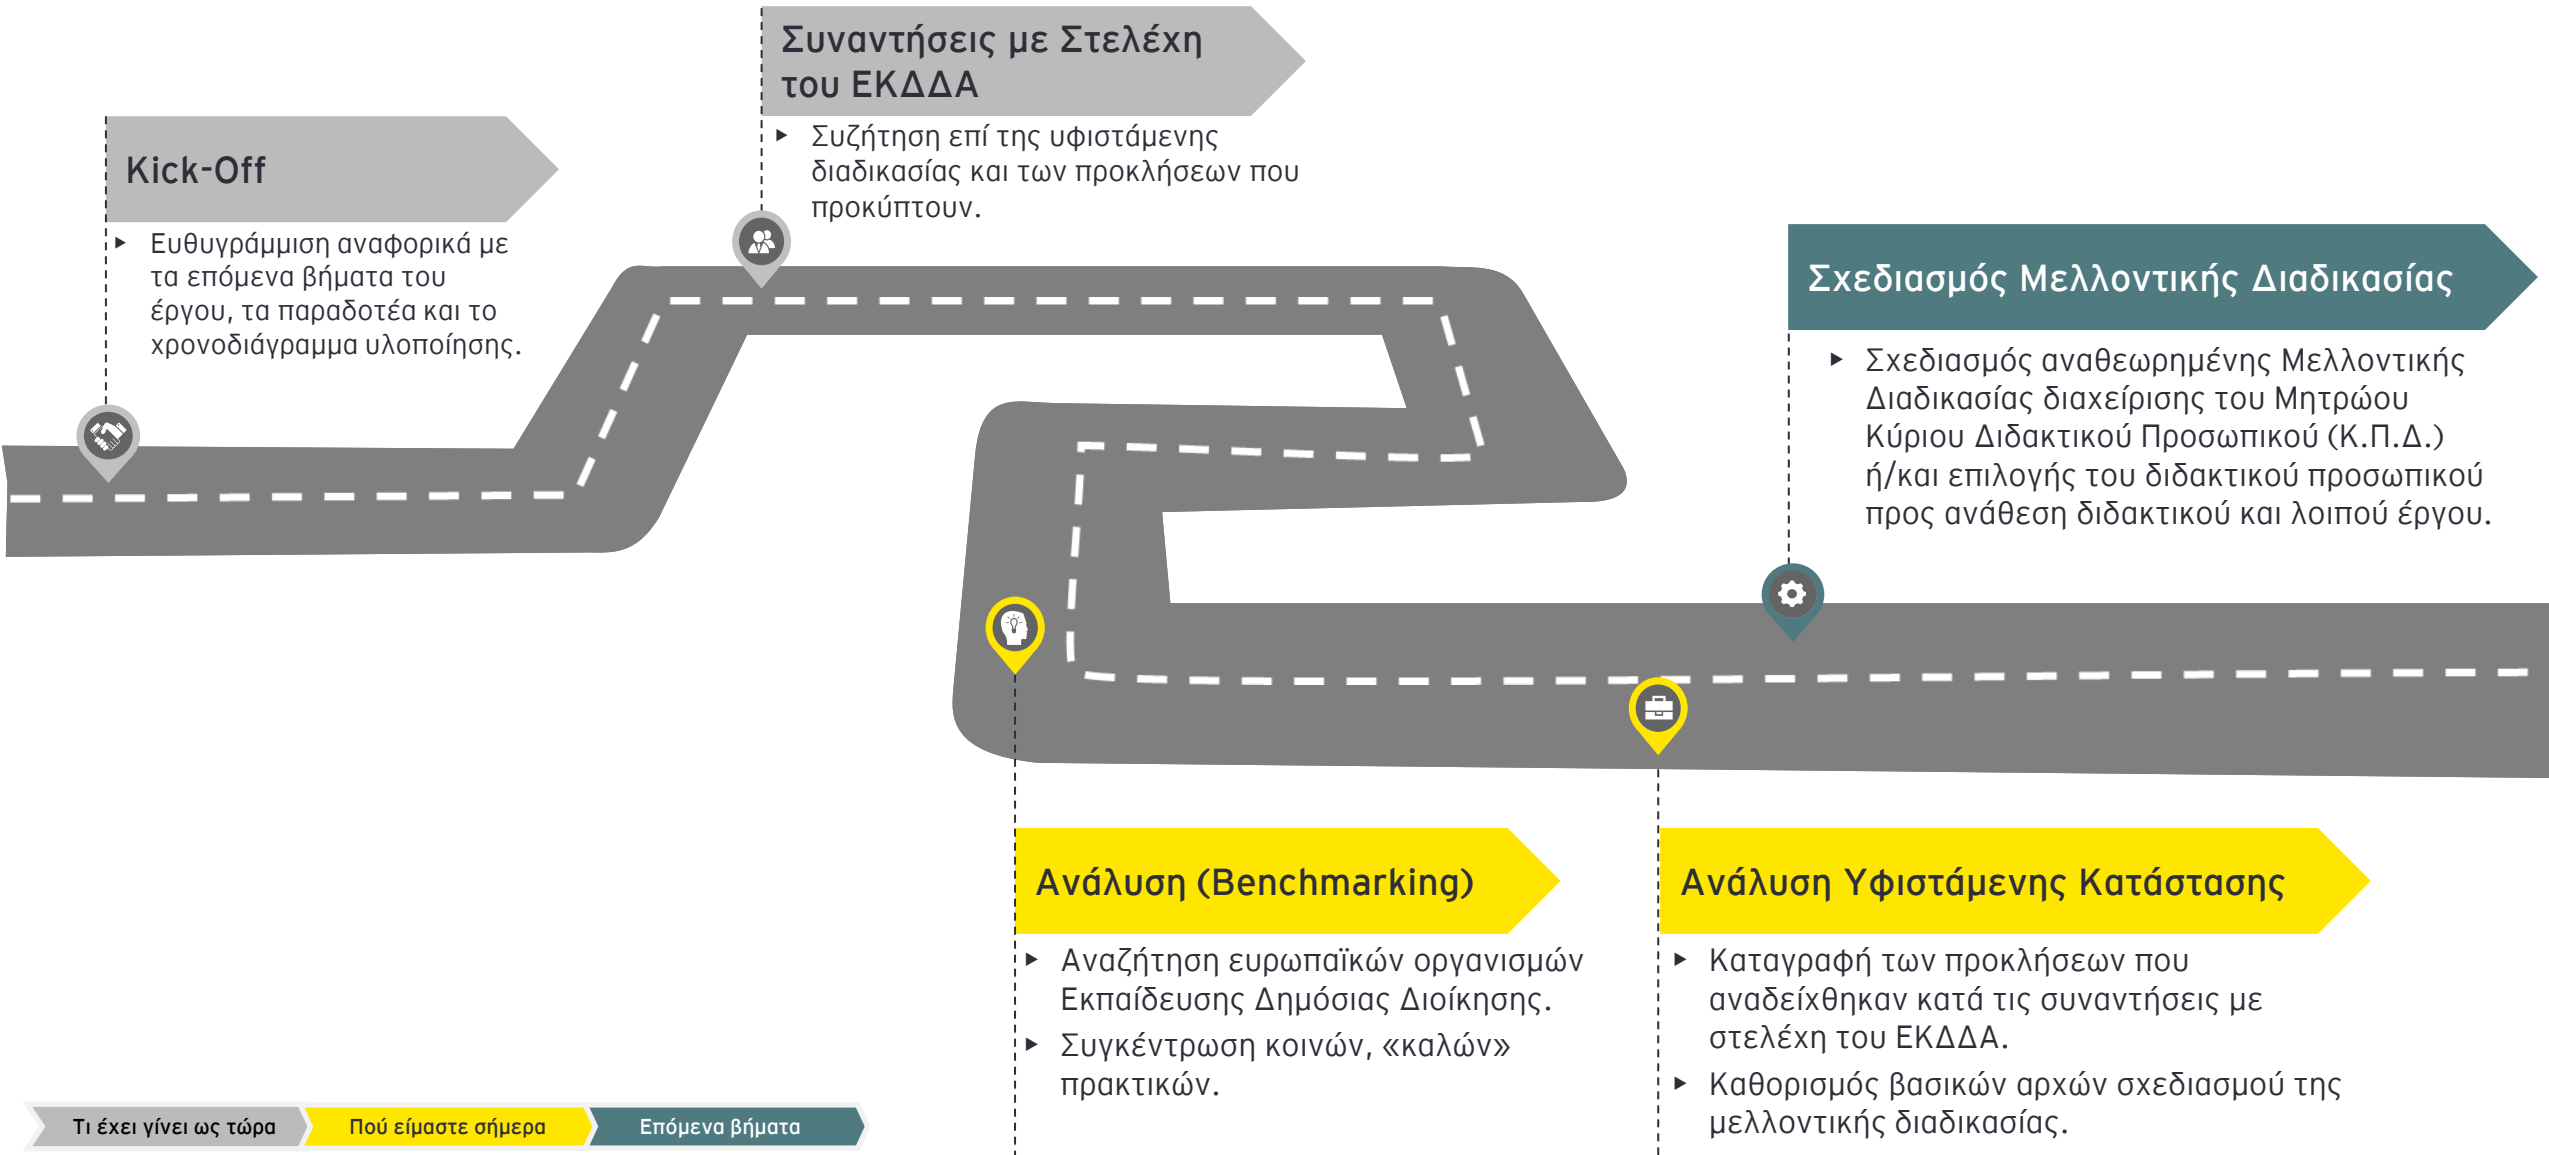 Kick-Off
▸ Ευθυγράμμιση αναφορικά με
τα επόμενα βήματα του
έργου, τα παραδοτέα και το
χρονοδιάγραμμα υλοποίησης.
Συναντήσεις με Στελέχη
του ΕΚΔΔΑ
▸ Συζήτηση επί της υφιστάμενης
διαδικασίας και των προκλήσεων που
προκύπτουν.
Σχεδιασμός Μελλοντικής Διαδικασίας
▸ Σχεδιασμός αναθεωρημένης Μελλοντικής
Διαδικασίας διαχείρισης του Μητρώου
Κύριου Διδακτικού Προσωπικού (Κ.Π.Δ.)
ή/και επιλογής του διδακτικού προσωπικού
προς ανάθεση διδακτικού και λοιπού έργου.
Ανάλυση (Benchmarking)
▸ Αναζήτηση ευρωπαϊκών οργανισμών
Εκπαίδευσης Δημόσιας Διοίκησης.
▸ Συγκέντρωση κοινών, «καλών»
πρακτικών.
Ανάλυση Υφιστάμενης Κατάστασης
▸ Καταγραφή των προκλήσεων που
αναδείχθηκαν κατά τις συναντήσεις με
στελέχη του ΕΚΔΔΑ.
▸ Καθορισμός βασικών αρχών σχεδιασμού της
μελλοντικής διαδικασίας.
Τι έχει γίνει ως τώρα
Πού είμαστε σήμερα
Επόμενα βήματα